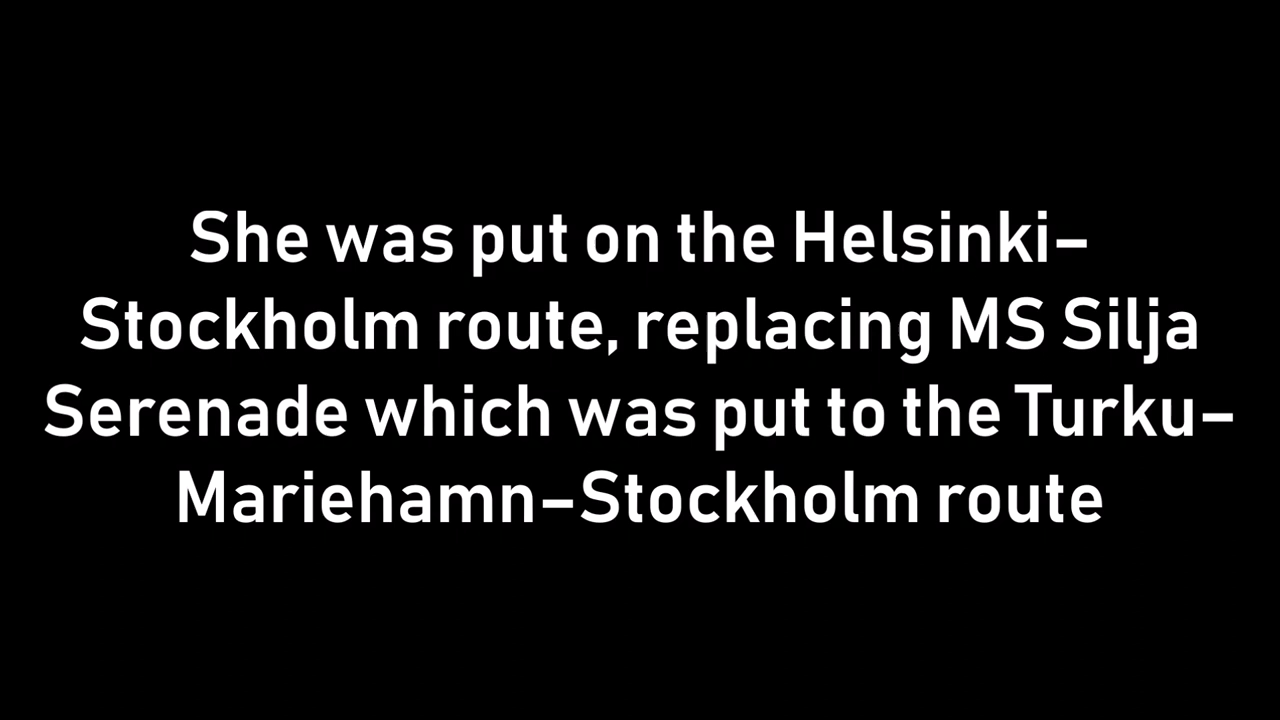 She was put on the Helsinki–
Stockholm route, replacing MS Silja
Serenade which was put to the Turku–
Mariehamn–Stockholm route